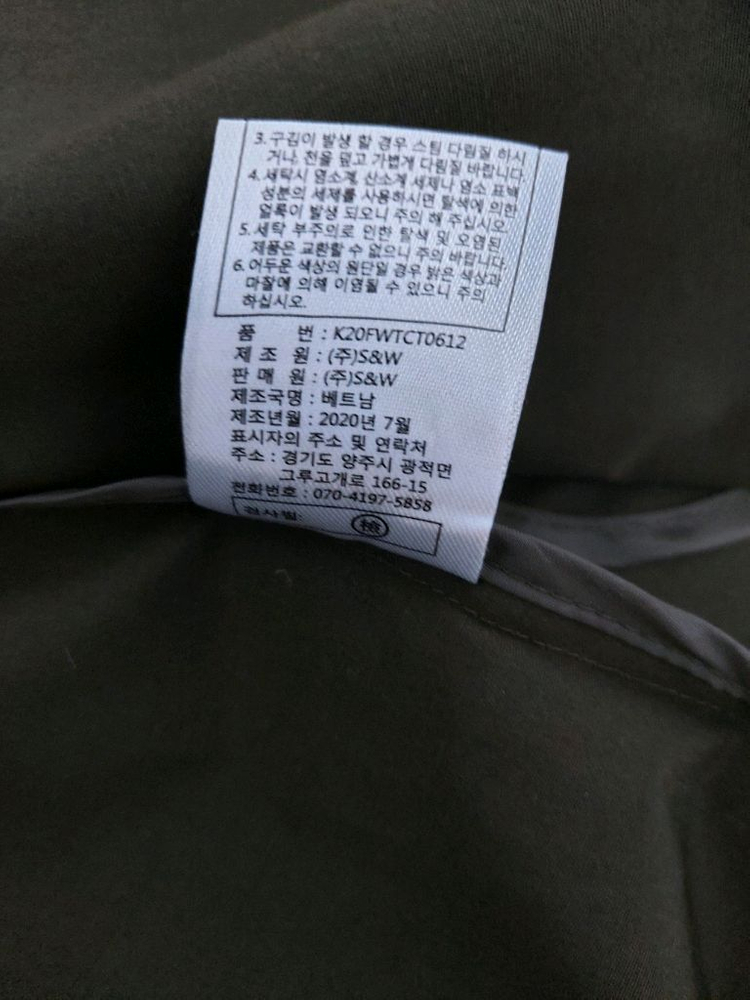 3. 구김이 발생 할 경우 스팀 다림질 하시
거나, 천을 덮고 가볍게 다림질 바랍니다.
4. 세탁시 염소계, 산소계 세제나 염소 표백
성분의 세제를 사용하시면 탈색에 의한
얼룩이 발생 되오니 주의 해 주십시오.
5. 세탁 부주의로 인한 탈색 및 오염된
제품은 교환할 수 없으니 주의 바랍니다.
6. 어두운 색상의 원단일 경우 밝은 색상과
마찰에 의해 이염될 수 있으니 주의
하십시오.
품 번 : K20FWTCT0612
제 조 원 : (주)S&W
판 매 원 : (주)S&W
제조국명 : 베트남
제조년월 : 2020년 7월
표시자의 주소 및 연락처
주소 : 경기도 양주시 광적면
그루고개로 166-15
전화번호 : 070-4197-5858
검사필: 檢